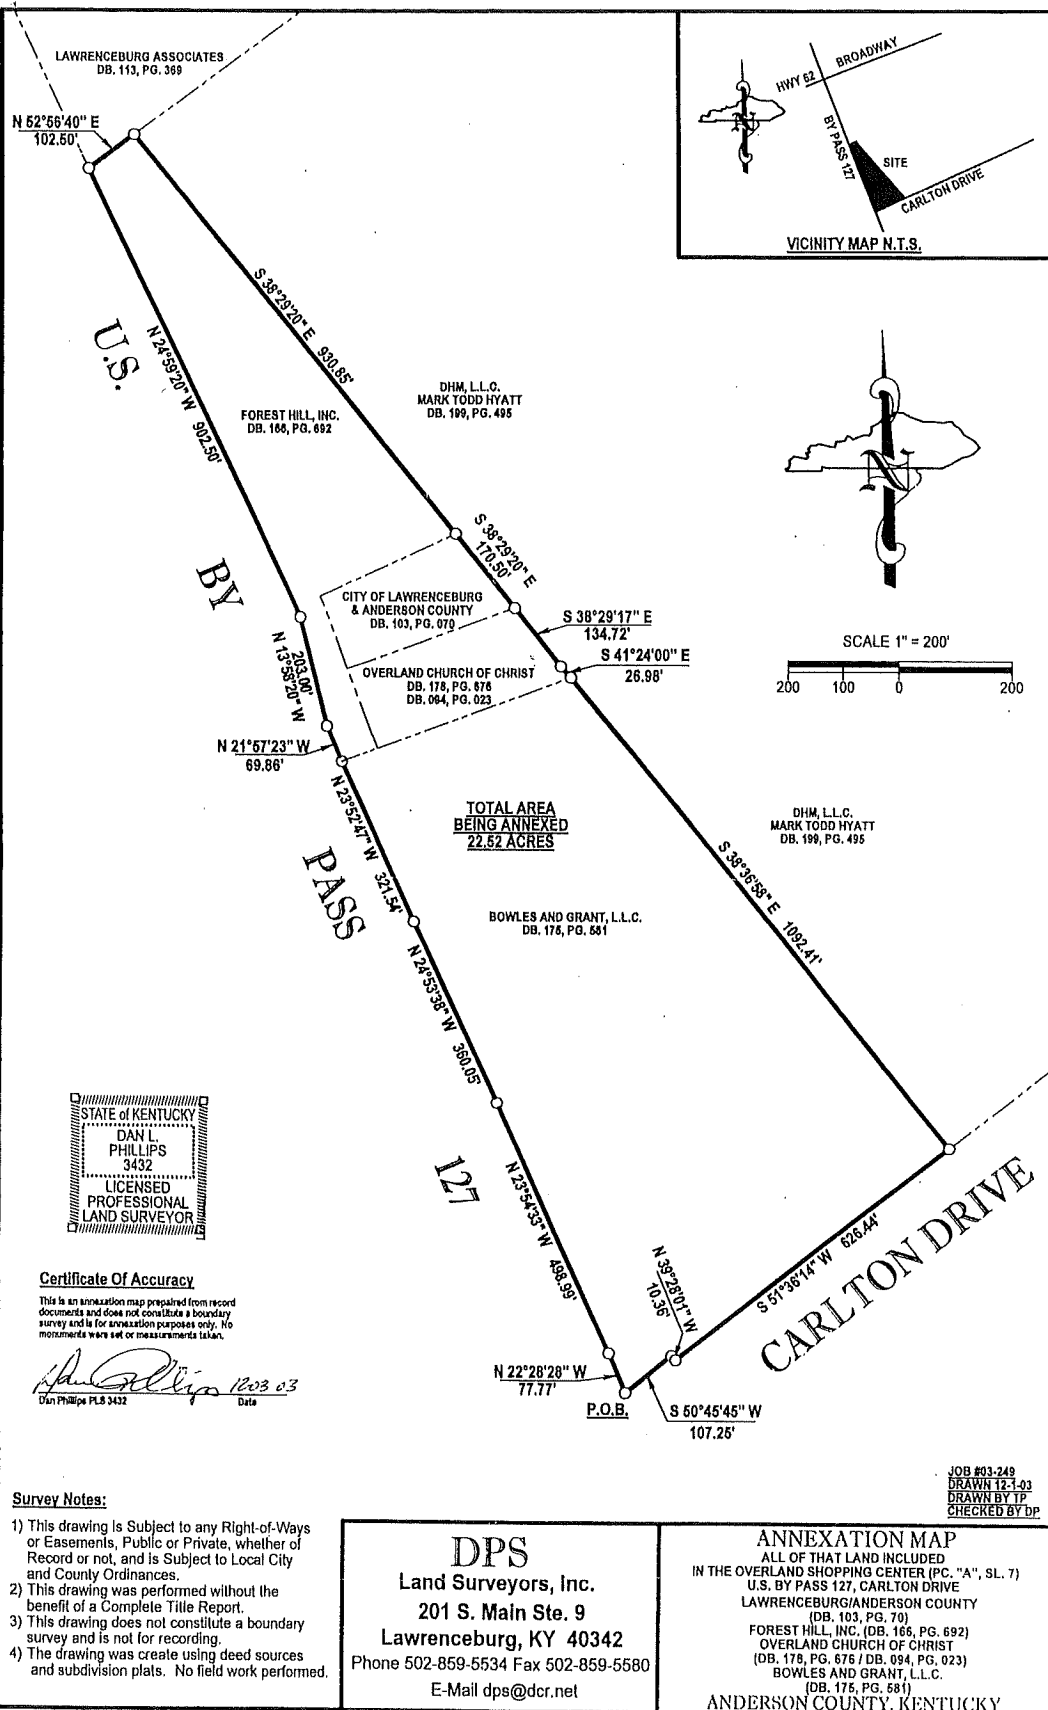 LAWRENCEBURG ASSOCIATES
DB. 113, PG. 369
N 52°56'40" E
102.50'
HWY 62
BROADWAY
BY PASS 127
SITE
CARLTON DRIVE
N
VICINITY MAP N.T.S.
S 38°29'20" E 930.85'
U.S.
N 24°59'20" W 902.50'
FOREST HILL, INC.
DB. 166, PG. 692
DHM, L.L.C.
MARK TODD HYATT
DB. 199, PG. 495
N
S 38°29'20" E
170.50'
BY
CITY OF LAWRENCEBURG
& ANDERSON COUNTY
DB. 103, PG. 070
S 38°29'17" E
134.72'
SCALE 1" = 200'
200 100 0 200
S 41°24'00" E
26.98'
203.00'
N 13°58'20" W
OVERLAND CHURCH OF CHRIST
DB. 178, PG. 676
DB. 094, PG. 023
N 21°57'23" W
69.86'
N 23°52'47" W 321.54'
TOTAL AREA
BEING ANNEXED
22.52 ACRES
DHM, L.L.C.
MARK TODD HYATT
DB. 199, PG. 495
S 38°36'58" E 1092.41'
PASS
BOWLES AND GRANT, L.L.C.
DB. 175, PG. 581
N 24°53'38" W 360.05'
STATE of KENTUCKY
DAN L.
PHILLIPS
3432
LICENSED
PROFESSIONAL
LAND SURVEYOR
127
N 23°54'33" W 498.99'
CARLTON DRIVE
S 51°36'14" W 626.44'
N 39°28'01" W
10.36'
Certificate Of Accuracy
This is an annexation map prepaired from record
documents and does not constitute a boundary
survey and is for annexation purposes only. No
monuments were set or measurements taken.
Dan Phillips 12 03 03
Dan Phillips PLS 3432 Date
N 22°28'28" W
77.77'
P.O.B.
S 50°45'45" W
107.25'
JOB #03-249
DRAWN 12-1-03
DRAWN BY TP
CHECKED BY DP
Survey Notes:
1) This drawing is Subject to any Right-of-Ways
or Easements, Public or Private, whether of
Record or not, and is Subject to Local City
and County Ordinances.
2) This drawing was performed without the
benefit of a Complete Title Report.
3) This drawing does not constitute a boundary
survey and is not for recording.
4) The drawing was create using deed sources
and subdivision plats. No field work performed.
DPS
Land Surveyors, Inc.
201 S. Main Ste. 9
Lawrenceburg, KY 40342
Phone 502-859-5534 Fax 502-859-5580
E-Mail dps@dcr.net
ANNEXATION MAP
ALL OF THAT LAND INCLUDED
IN THE OVERLAND SHOPPING CENTER (PC. "A", SL. 7)
U.S. BY PASS 127, CARLTON DRIVE
LAWRENCEBURG/ANDERSON COUNTY
(DB. 103, PG. 70)
FOREST HILL, INC. (DB. 166, PG. 692)
OVERLAND CHURCH OF CHRIST
(DB. 178, PG. 676 / DB. 094, PG. 023)
BOWLES AND GRANT, L.L.C.
(DB. 175, PG. 581)
ANDERSON COUNTY, KENTUCKY